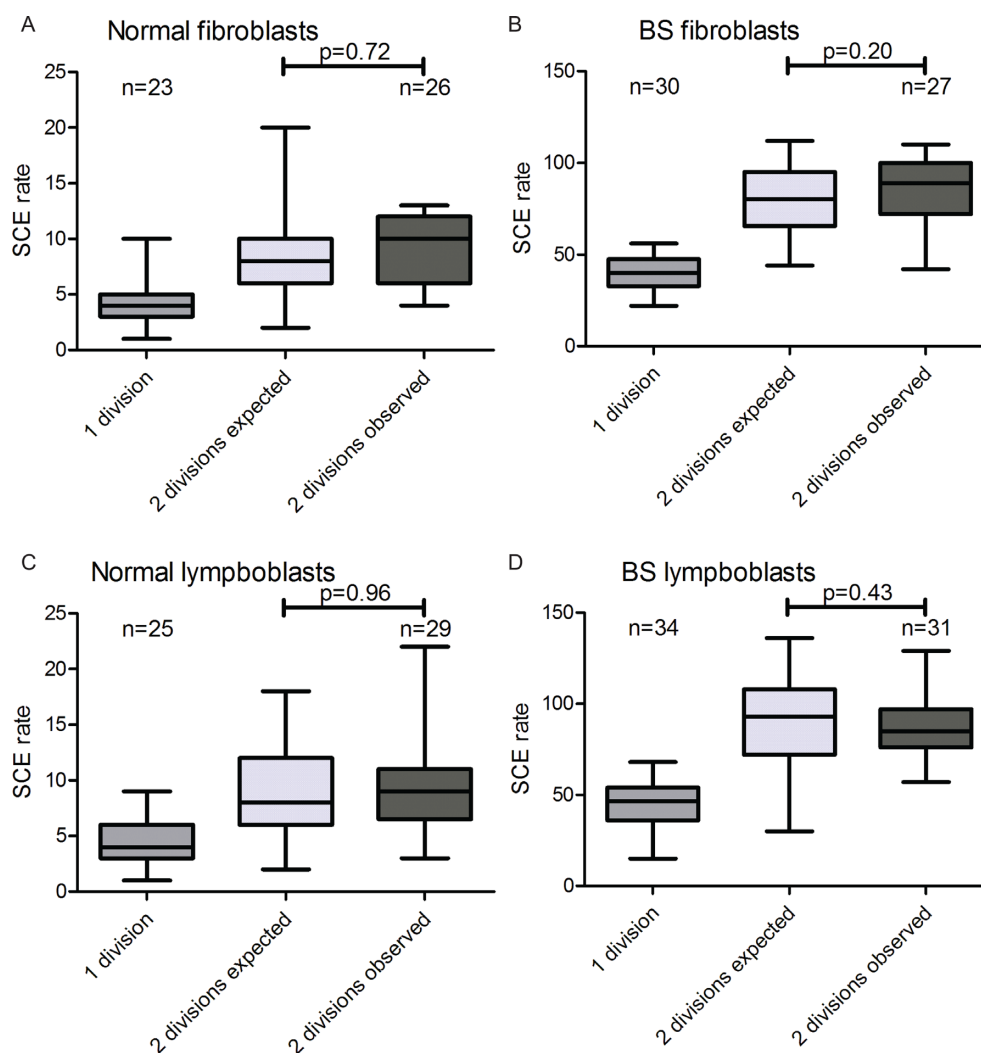 A
Normal fibroblasts
p=0.72
n=23
n=26
SCE rate
25
20
15
10
5
0
1 division
2 divisions expected
2 divisions observed
B
BS fibroblasts
p=0.20
n=30
n=27
SCE rate
150
100
50
0
1 division
2 divisions expected
2 divisions observed
C
Normal lympboblasts
p=0.96
n=25
n=29
SCE rate
25
20
15
10
5
0
1 division
2 divisions expected
2 divisions observed
D
BS lympboblasts
p=0.43
n=34
n=31
SCE rate
150
100
50
0
1 division
2 divisions expected
2 divisions observed